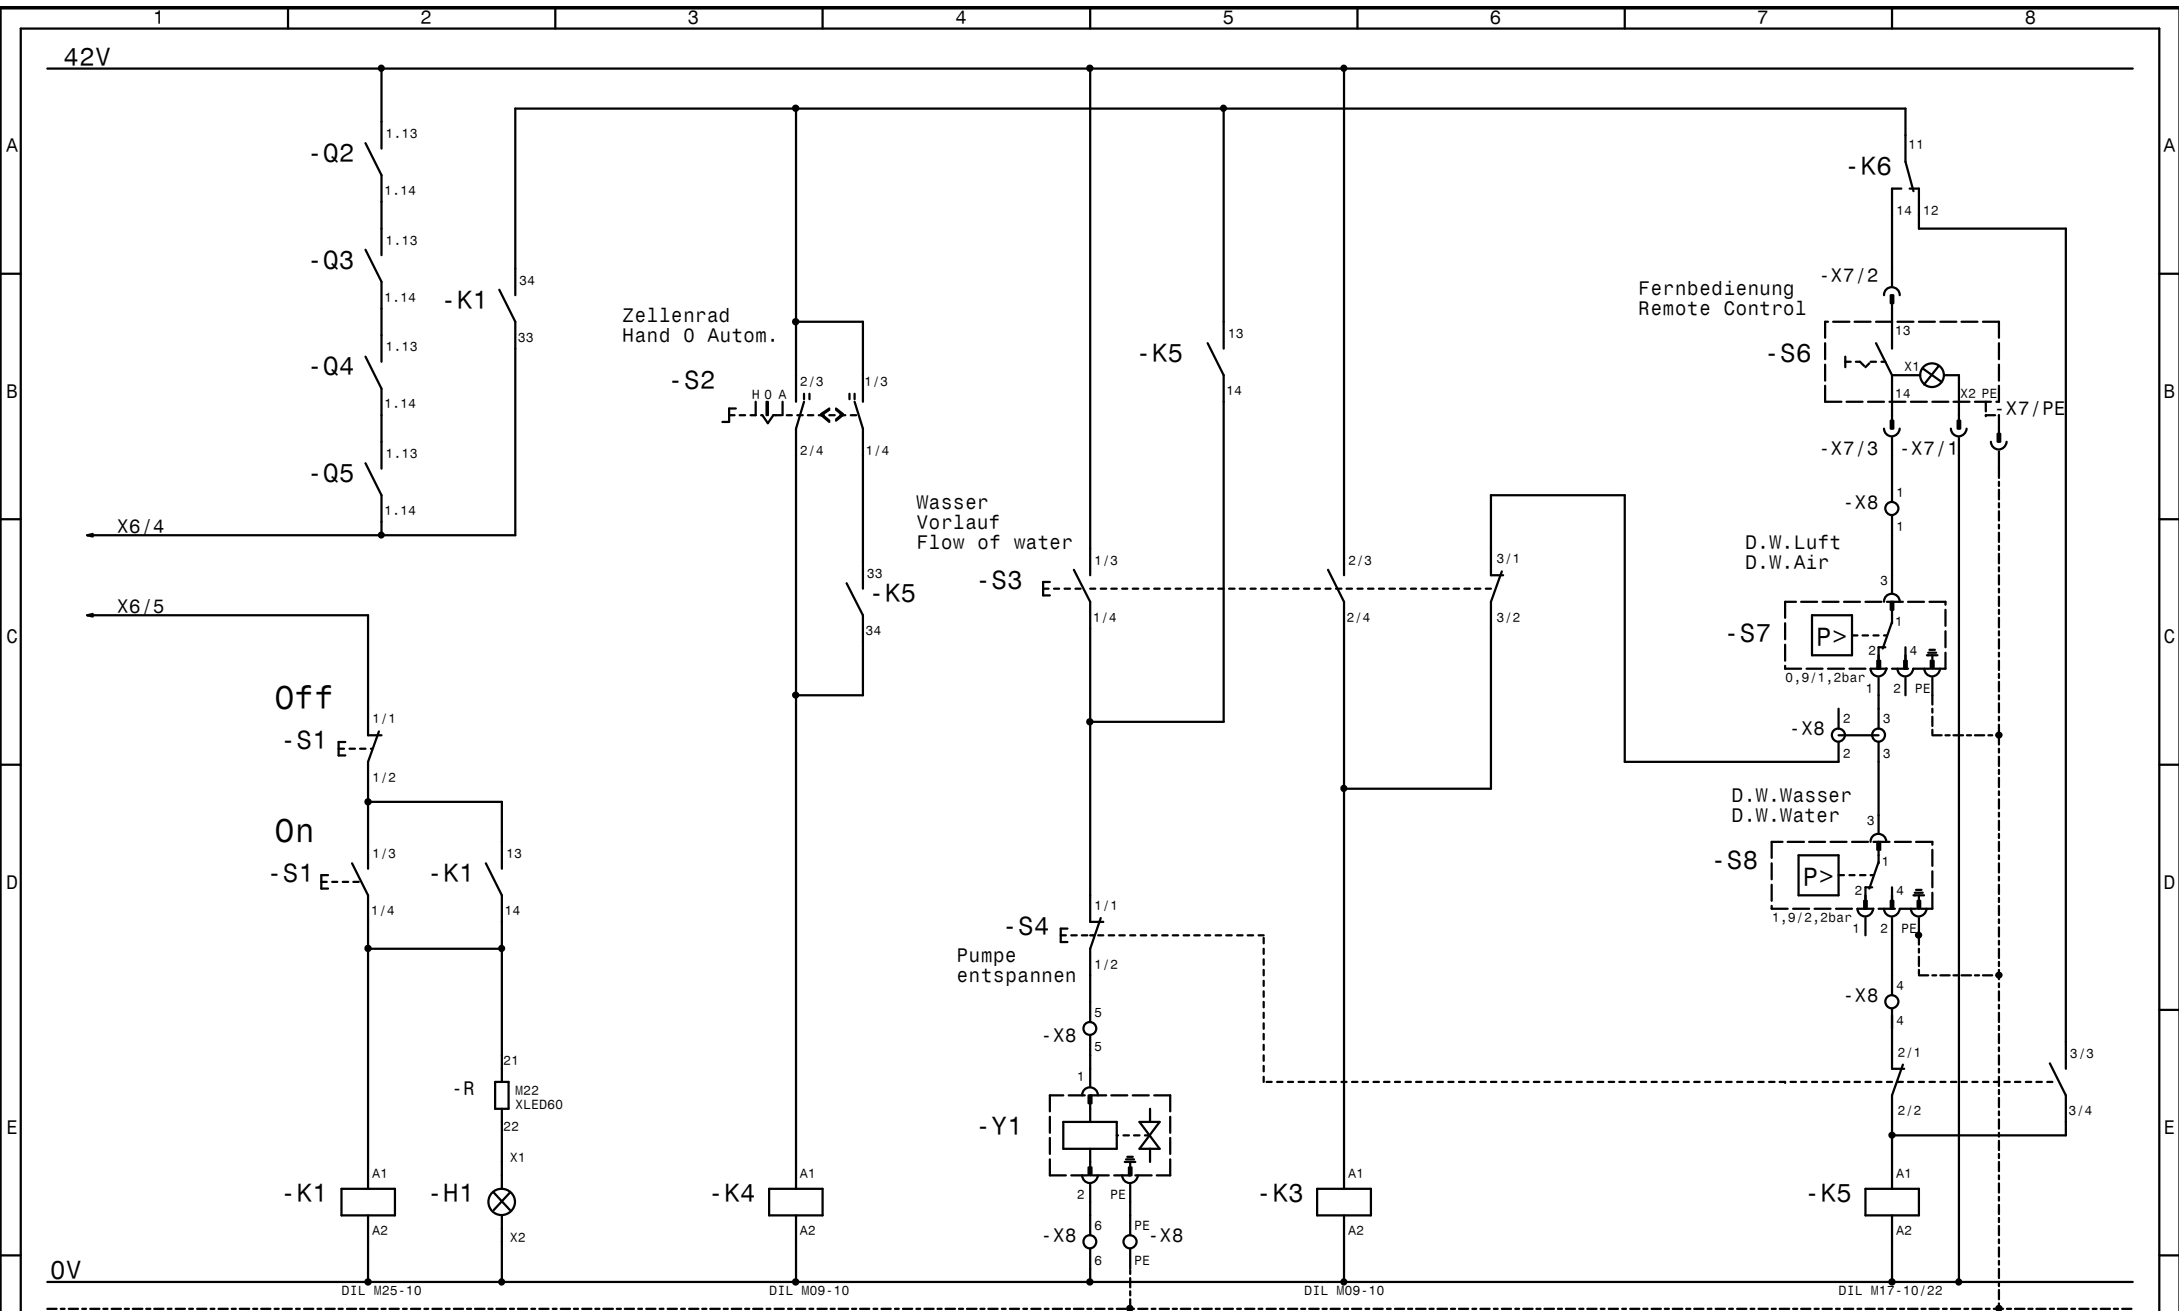 1 2 3 4 5 6 7 8
42V
A
-Q2
1.13
1.14
-Q3
1.13
1.14
-Q4
1.13
1.14
-Q5
1.13
1.14
-K1
34
33
X6/4
X6/5
Off
-S1
1/1
1/2
On
-S1
1/3
1/4
-K1
13
14
-R
21
M22
XLED60
22
X1
-K1
A1
A2
-H1
X2
DIL M25-10
Zellenrad
Hand 0 Autom.
-S2
H 0 A
2/3
1/3
2/4
1/4
33
-K5
34
-K4
A1
A2
DIL M09-10
Wasser
Vorlauf
Flow of water
-S3
1/3
1/4
-K5
13
14
2/3
2/4
3/1
3/2
-S4
1/1
1/2
Pumpe
entspannen
-X8
5
5
1
-Y1
2
PE
-X8
6
6
PE
-X8
PE
-K3
A1
A2
DIL M09-10
-K6
11
14
12
-X7/2
Fernbedienung
Remote Control
13
-S6
X1
14
X2 PE
-X7/PE
-X7/3
-X7/1
-X8
1
1
D.W.Luft
D.W.Air
3
-S7
P>
1
2
4
0,9/1,2bar
1
2
PE
-X8
2
3
2
3
D.W.Wasser
D.W.Water
3
-S8
P>
1
2
4
1,9/2,2bar
1
2
PE
-X8
4
4
2/1
2/2
3/3
3/4
-K5
A1
A2
DIL M17-10/22
0V
B
C
D
E
A
B
C
D
E